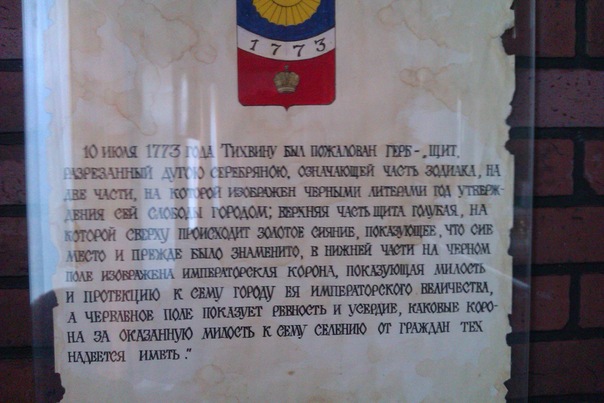 1773
10 июля 1773 года Тихвину был пожалован герб - „щит,
разрезанный дугою серебряною, означающей часть зодиака, на
две части, на которой изображен черными литерами год утверж-
дения сей слободы городом; верхняя часть щита голубая, на
которой сверху происходит золотое сияние, показующее, что сие
место и прежде было знаменито, в нижней части на черном
поле изображена императорская корона, показующая милость
и протекцию к сему городу ея императорского величества,
а червленое поле показует ревность и усердие, каковые коро-
на за оказанную милость к сему селению от граждан тех
надеется иметь."